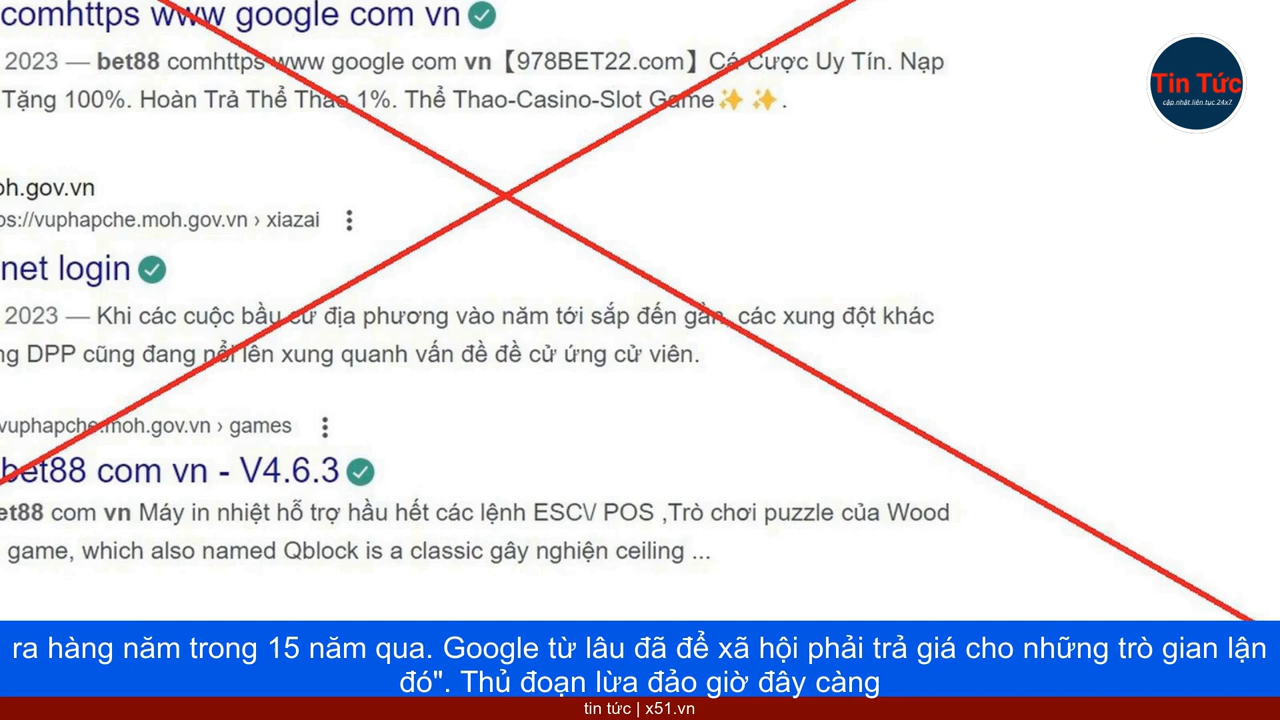 comhttps www google com vn
2023 — bet88 comhttps www google com vn【978BET22.com】Cá Cược Uy Tín. Nạp
Tặng 100%. Hoàn Trả Thể Thao 1%. Thể Thao-Casino-Slot Game✨ ✨.
Tin Tức
cập nhật liên tục 24x7
oh.gov.vn
os://vuphapche.moh.gov.vn › xiazai
net login
2023 — Khi các cuộc bầu cử địa phương vào năm tới sắp đến gần, các xung đột khác
ng DPP cũng đang nổi lên xung quanh vấn đề đề cử ứng cử viên.
vuphapche.moh.gov.vn › games
bet88 com vn - V4.6.3
et88 com vn Máy in nhiệt hỗ trợ hầu hết các lệnh ESC\/ POS ,Trò chơi puzzle của Wood
game, which also named Qblock is a classic gây nghiện ceiling ...
ra hàng năm trong 15 năm qua. Google từ lâu đã để xã hội phải trả giá cho những trò gian lận
đó". Thủ đoạn lừa đảo giờ đây càng
tin tức | x51.vn